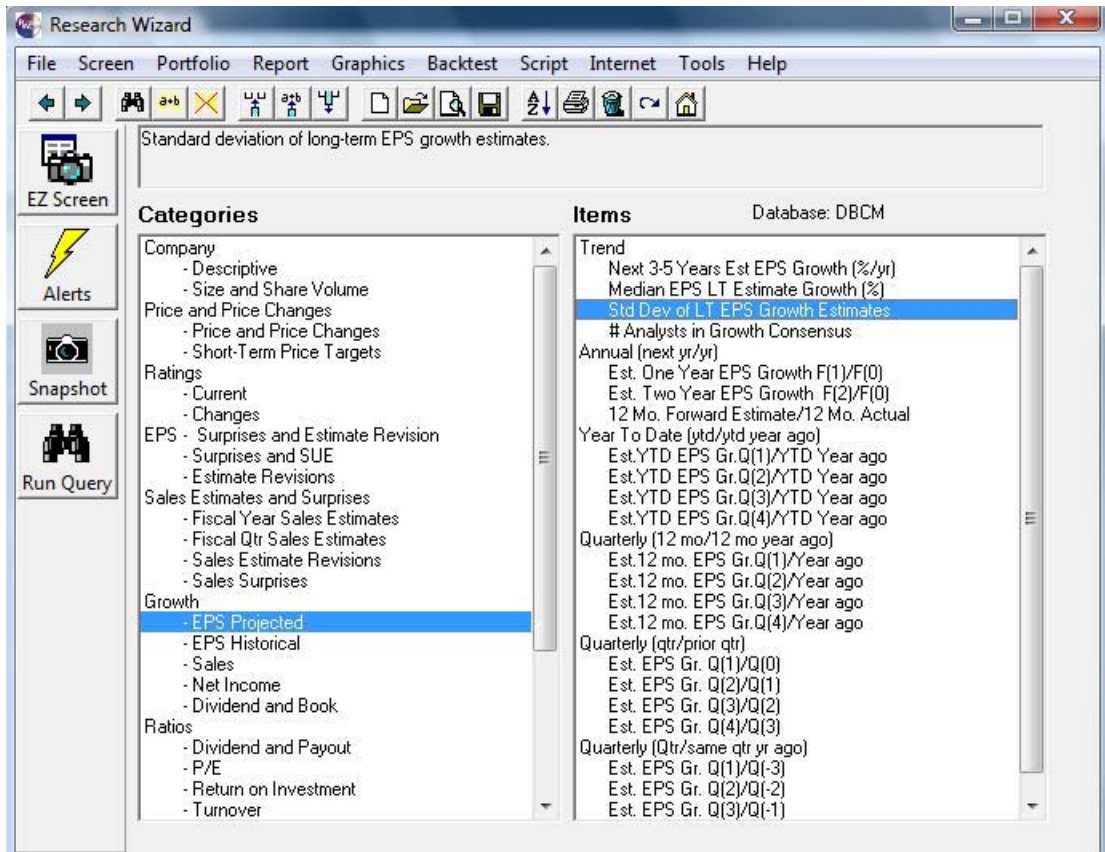 Research Wizard
File Screen Portfolio Report Graphics Backtest Script Internet Tools Help
a+b
Standard deviation of long-term EPS growth estimates.
EZ Screen
Alerts
Snapshot
Run Query
Categories
Company
- Descriptive
- Size and Share Volume
Price and Price Changes
- Price and Price Changes
- Short-Term Price Targets
Ratings
- Current
- Changes
EPS - Surprises and Estimate Revision
- Surprises and SUE
- Estimate Revisions
Sales Estimates and Surprises
- Fiscal Year Sales Estimates
- Fiscal Qtr Sales Estimates
- Sales Estimate Revisions
- Sales Surprises
Growth
- EPS Projected
- EPS Historical
- Sales
- Net Income
- Dividend and Book
Ratios
- Dividend and Payout
- P/E
- Return on Investment
- Turnover
Items Database: DBCM
Trend
Next 3-5 Years Est EPS Growth (%/yr)
Median EPS LT Estimate Growth (%)
Std Dev of LT EPS Growth Estimates
# Analysts in Growth Consensus
Annual (next yr/yr)
Est. One Year EPS Growth F(1)/F(0)
Est. Two Year EPS Growth F(2)/F(0)
12 Mo. Forward Estimate/12 Mo. Actual
Year To Date (ytd/ytd year ago)
Est.YTD EPS Gr.Q(1)/YTD Year ago
Est.YTD EPS Gr.Q(2)/YTD Year ago
Est.YTD EPS Gr.Q(3)/YTD Year ago
Est.YTD EPS Gr.Q(4)/YTD Year ago
Quarterly (12 mo/12 mo year ago)
Est.12 mo. EPS Gr.Q(1)/Year ago
Est.12 mo. EPS Gr.Q(2)/Year ago
Est.12 mo. EPS Gr.Q(3)/Year ago
Est.12 mo. EPS Gr.Q(4)/Year ago
Quarterly (qtr/prior qtr)
Est. EPS Gr. Q(1)/Q(0)
Est. EPS Gr. Q(2)/Q(1)
Est. EPS Gr. Q(3)/Q(2)
Est. EPS Gr. Q(4)/Q(3)
Quarterly (Qtr/same qtr yr ago)
Est. EPS Gr. Q(1)/Q(-3)
Est. EPS Gr. Q(2)/Q(-2)
Est. EPS Gr. Q(3)/Q(-1)